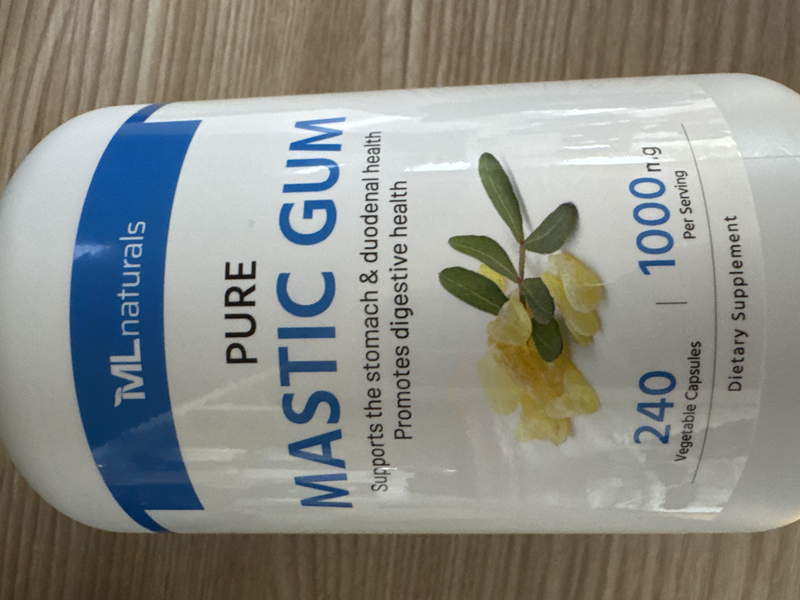 MLnaturals
PURE
MASTIC GUM
Supports the stomach & duodenal health
Promotes digestive health
240 | 1000mg
Vegetable Capsules Per Serving
Dietary Supplement